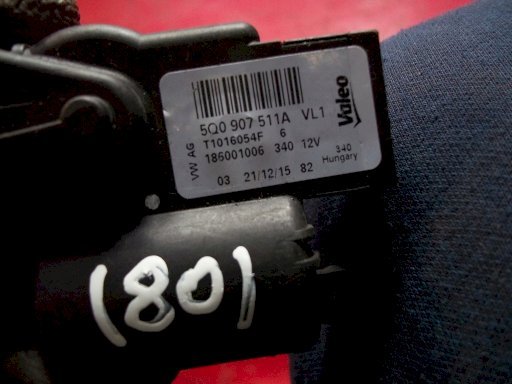 5Q0 907 511A VL1
T1016054F 6
186001006 340 12V
03 21/12/15 82
VW AG
Valeo
340
Hungary
(80)